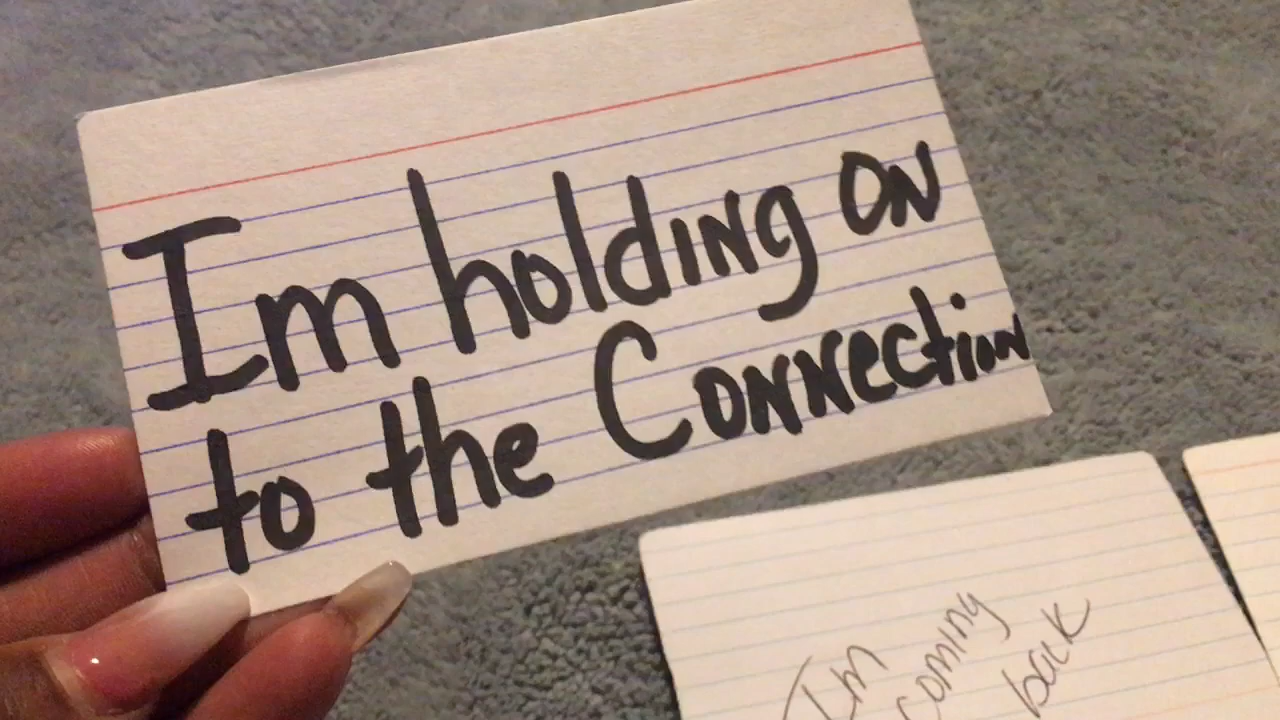 Im holding on
to the Connection
Im
coming
back